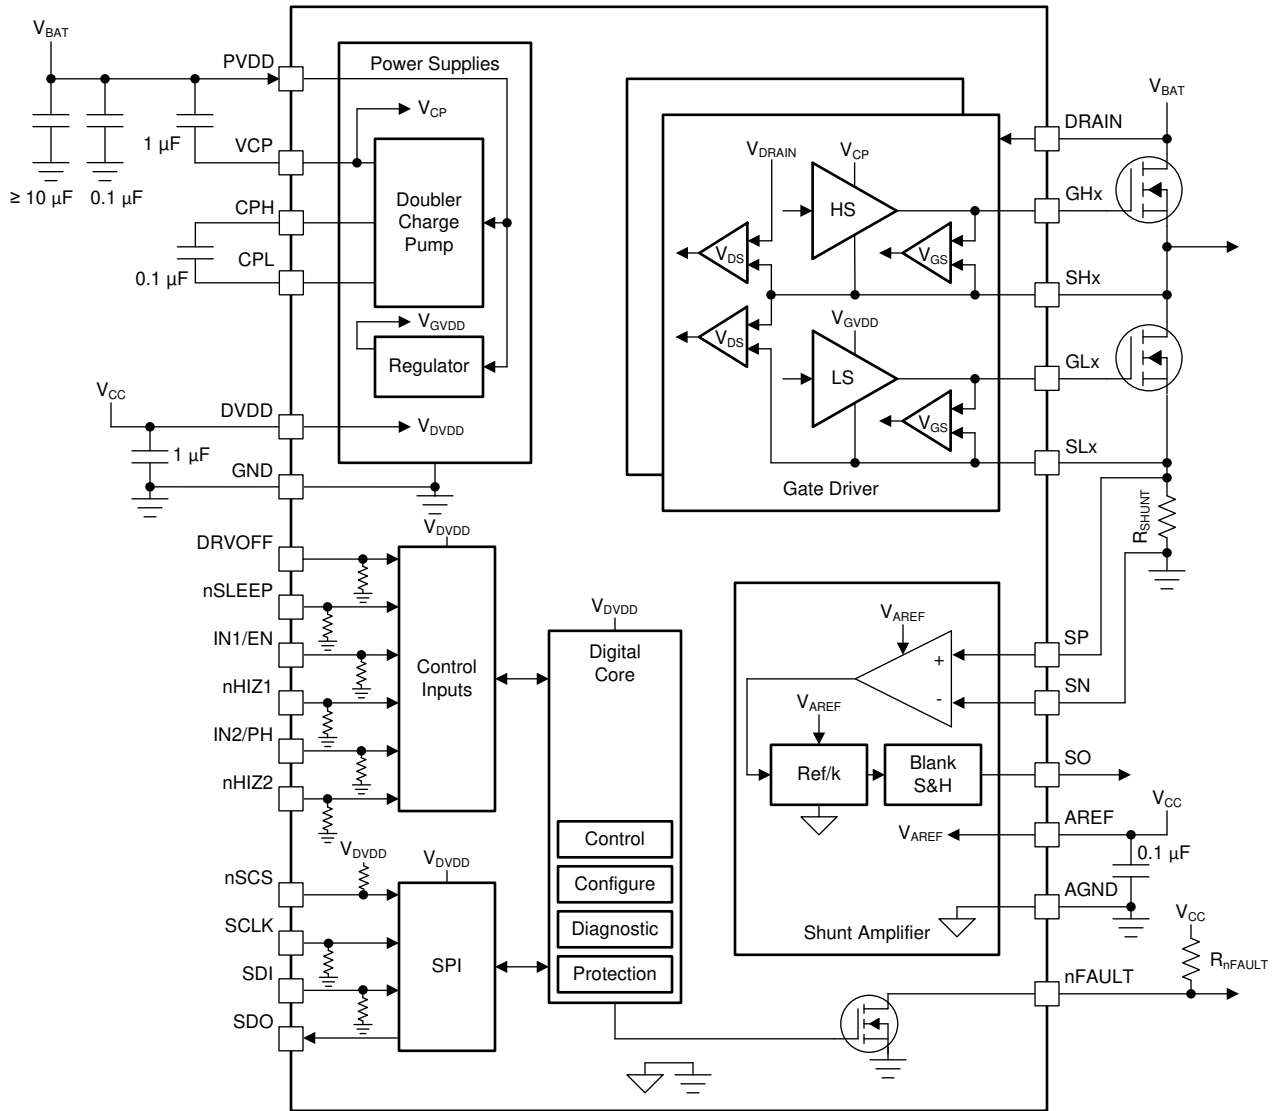 VBAT
PVDD
1 µF
VCP
≥ 10 µF
0.1 µF
CPH
0.1 µF
CPL
Power Supplies
VCP
Doubler
Charge
Pump
VGVDD
Regulator
VCC
DVDD
VDVDD
1 µF
GND
VDRAIN
VCP
HS
VDS
VGS
VDS
VGVDD
LS
VGS
Gate Driver
VBAT
DRAIN
GHx
SHx
GLx
SLx
RSHUNT
DRVOFF
nSLEEP
IN1/EN
nHIZ1
IN2/PH
nHIZ2
VDVDD
Control
Inputs
VDVDD
nSCS
SCLK
SDI
SDO
VDVDD
SPI
VDVDD
Digital
Core
Control
Configure
Diagnostic
Protection
VAREF
+
-
VAREF
Ref/k
Blank
S&H
VAREF
Shunt Amplifier
SP
SN
SO
AREF
VCC
0.1 µF
AGND
VCC
RnFAULT
nFAULT